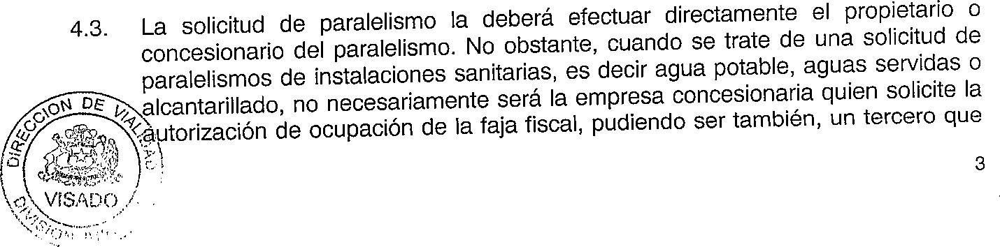 4.3. La solicitud de paralelismo la deberá efectuar directamente el propietario o
concesionario del paralelismo. No obstante, cuando se trate de una solicitud de
paralelismos de instalaciones sanitarias, es decir agua potable, aguas servidas o
alcantarillado, no necesariamente será la empresa concesionaria quien solicite la
autorización de ocupación de la faja fiscal, pudiendo ser también, un tercero que
3
DIRECCION DE VIALIDAD
VISADO
DIVISION